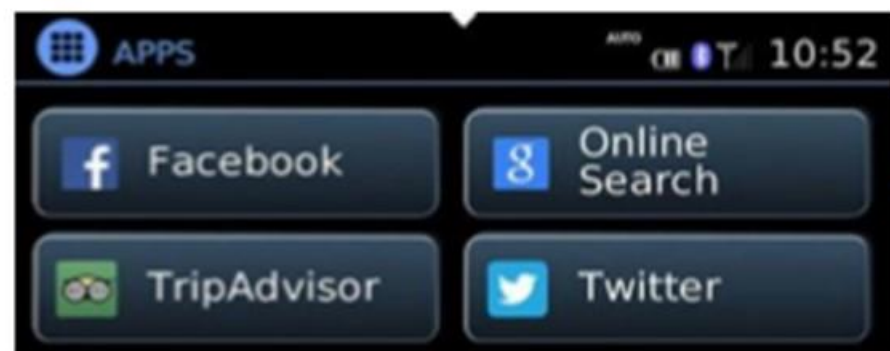 APPS
AUTO
10:52
Facebook
Online
Search
TripAdvisor
Twitter